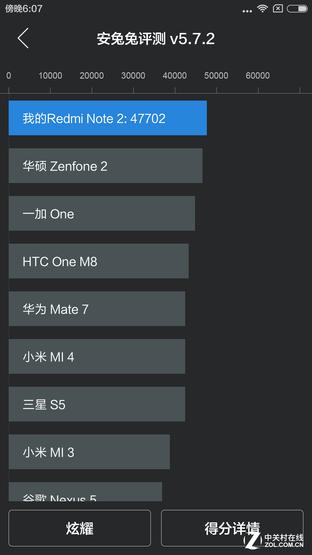 傍晚6:07
安兔兔评测 v5.7.2
0 10000 20000 30000 40000 50000 60000
我的Redmi Note 2: 47702
华硕 Zenfone 2
一加 One
HTC One M8
华为 Mate 7
小米 MI 4
三星 S5
小米 MI 3
谷歌 Nexus 5
炫耀
得分详情
中关村在线
ZOL.COM.CN